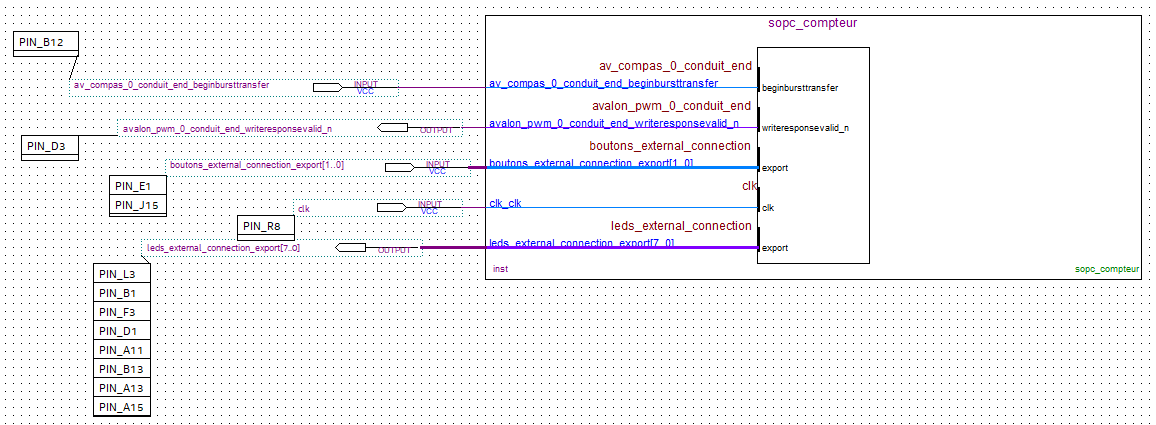 sopc_compteur
PIN_B12
av_compas_0_conduit_end
av_compas_0_conduit_end_beginbursttransfer
INPUT
VCC
av_compas_0_conduit_end_beginbursttransfer
beginbursttransfer
avalon_pwm_0_conduit_end
avalon_pwm_0_conduit_end_writeresponsevalid_n
OUTPUT
avalon_pwm_0_conduit_end_writeresponsevalid_n
writeresponsevalid_n
PIN_D3
boutons_external_connection
boutons_external_connection_export[1..0]
INPUT
VCC
boutons_external_connection_export[1..0]
export
PIN_E1
PIN_J15
clk
clk
INPUT
VCC
clk_clk
clk
PIN_R8
leds_external_connection
leds_external_connection_export[7..0]
OUTPUT
leds_external_connection_export[7..0]
export
inst
sopc_compteur
PIN_L3
PIN_B1
PIN_F3
PIN_D1
PIN_A11
PIN_B13
PIN_A13
PIN_A15